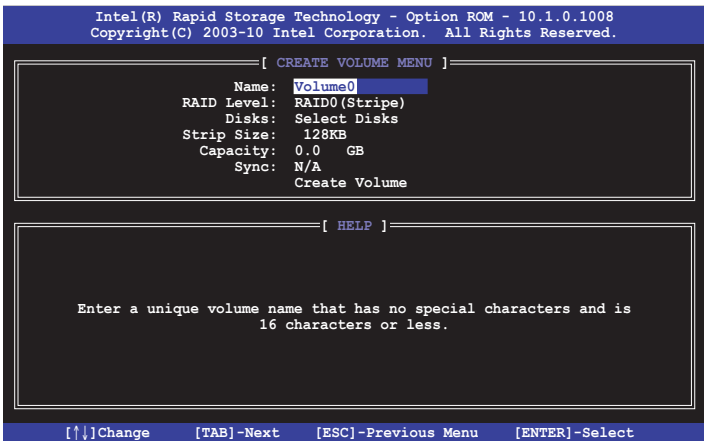 Intel(R) Rapid Storage Technology - Option ROM - 10.1.0.1008
Copyright(C) 2003-10 Intel Corporation. All Rights Reserved.
[ CREATE VOLUME MENU ]
Name: Volume0
RAID Level: RAID0(Stripe)
Disks: Select Disks
Strip Size: 128KB
Capacity: 0.0 GB
Sync: N/A
Create Volume
[ HELP ]
Enter a unique volume name that has no special characters and is
16 characters or less.
[↑↓]Change [TAB]-Next [ESC]-Previous Menu [ENTER]-Select